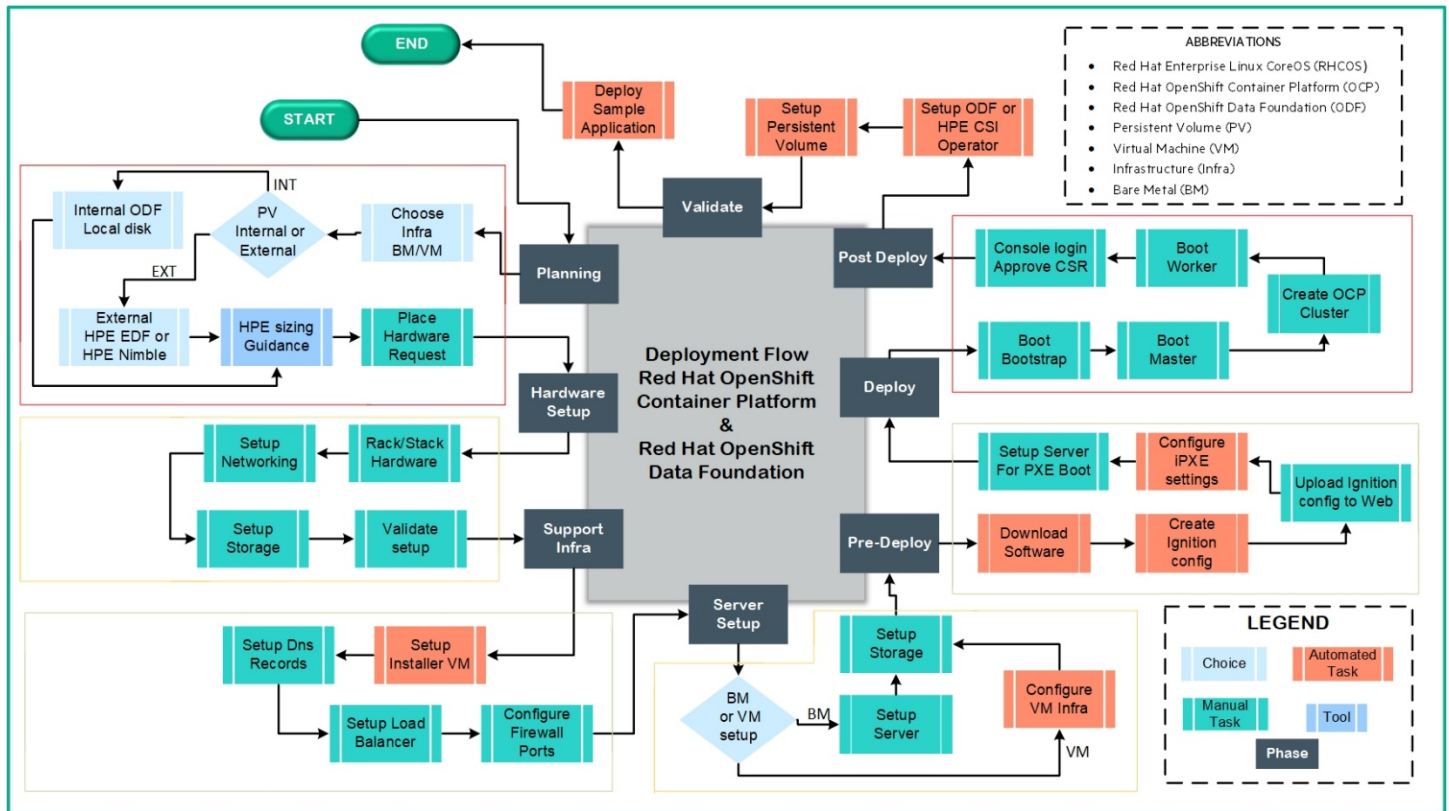 END
START
Deploy
Sample
Application
Setup
Persistent
Volume
Setup ODF or
HPE CSI
Operator
ABBREVIATIONS
• Red Hat Enterprise Linux CoreOS (RHCOS)
• Red Hat OpenShift Container Platform (OCP)
• Red Hat OpenShift Data Foundation (ODF)
• Persistent Volume (PV)
• Virtual Machine (VM)
• Infrastructure (Infra)
• Bare Metal (BM)
Validate
INT
Internal ODF
Local disk
PV
Internal or
External
Choose
Infra
BM/VM
Planning
EXT
External
HPE EDF or
HPE Nimble
HPE sizing
Guidance
Place
Hardware
Request
Hardware
Setup
Deployment Flow
Red Hat OpenShift
Container Platform
&
Red Hat OpenShift
Data Foundation
Post Deploy
Console login
Approve CSR
Boot
Worker
Create OCP
Cluster
Boot
Bootstrap
Boot
Master
Deploy
Setup
Networking
Rack/Stack
Hardware
Setup
Storage
Validate
setup
Support
Infra
Setup Server
For PXE Boot
Configure
iPXE
settings
Upload Ignition
config to Web
Pre-Deploy
Download
Software
Create
Ignition
config
Server
Setup
Setup Dns
Records
Setup
Installer VM
Setup Load
Balancer
Configure
Firewall
Ports
BM
or VM
setup
BM
Setup
Server
Setup
Storage
Configure
VM Infra
VM
LEGEND
Choice
Automated
Task
Manual
Task
Tool
Phase